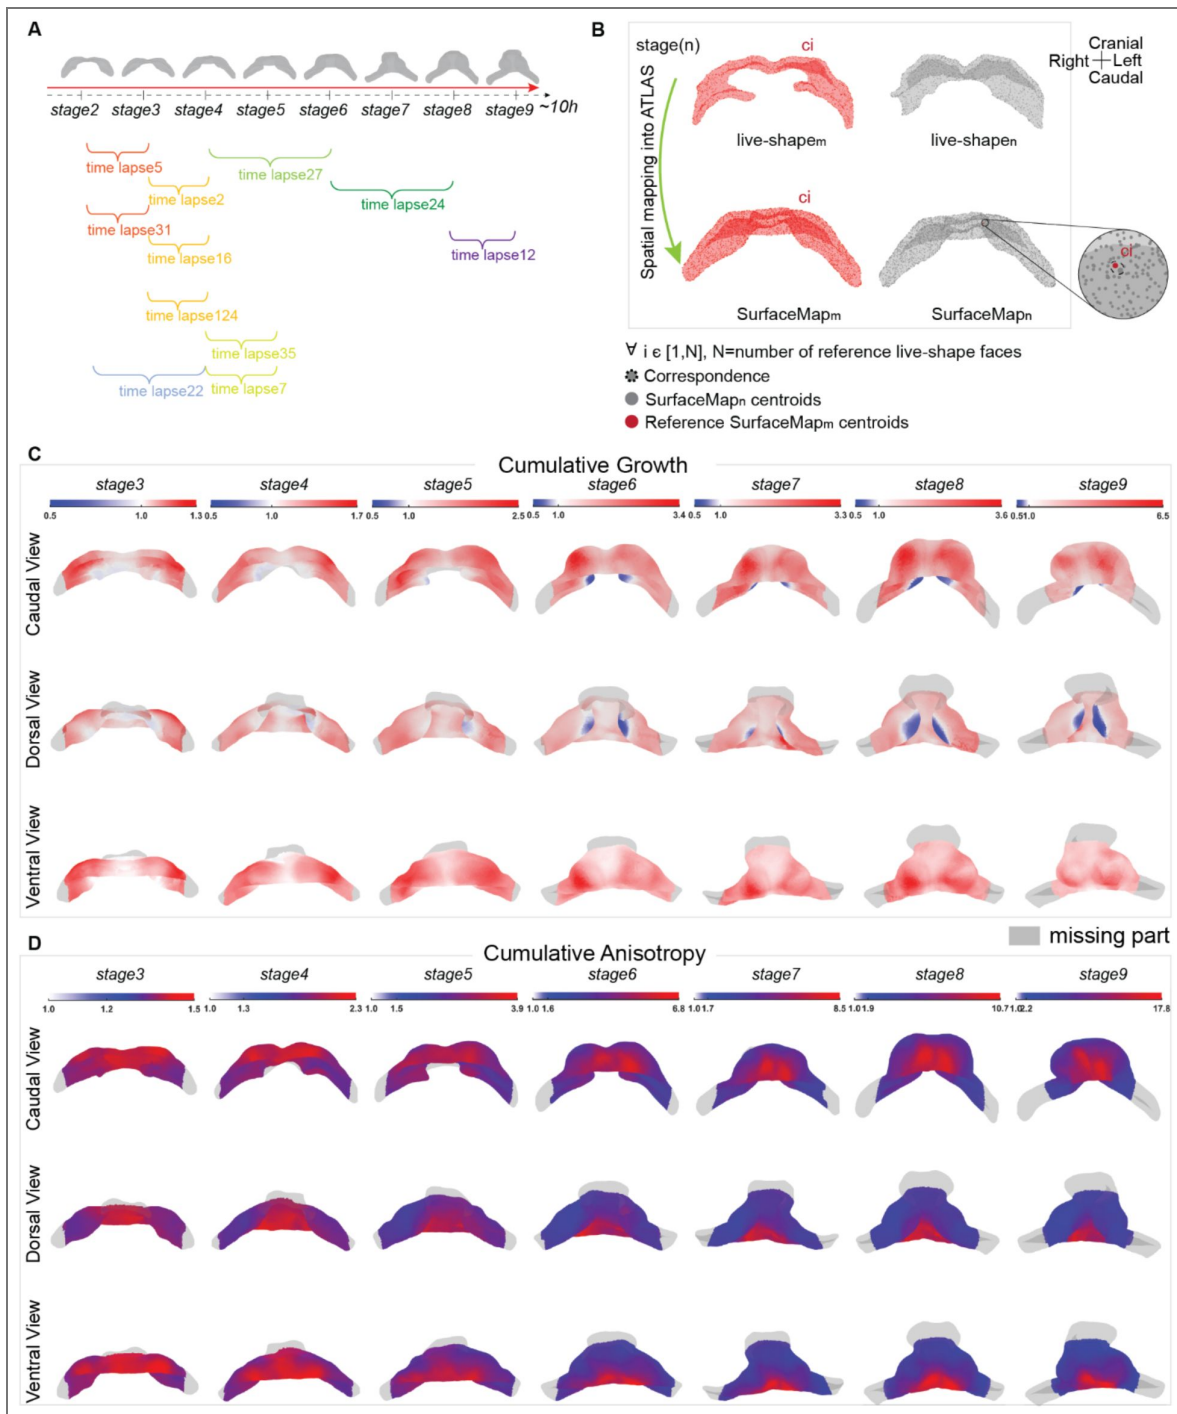 A
stage2 stage3 stage4 stage5 stage6 stage7 stage8 stage9 ~10h
time lapse5
time lapse27
time lapse2
time lapse24
time lapse31
time lapse16
time lapse12
time lapse124
time lapse35
time lapse22
time lapse7
B
stage(n)
Spatial mapping into ATLAS
ci
live-shapem
live-shapen
Cranial
Right Left
Caudal
ci
ci
SurfaceMapm
SurfaceMapn
∀ i ϵ [1,N], N=number of reference live-shape faces
Correspondence
SurfaceMapn centroids
Reference SurfaceMapm centroids
C
Cumulative Growth
stage3 stage4 stage5 stage6 stage7 stage8 stage9
0.5 1.0 1.3 0.5 1.0 1.7 0.5 1.0 2.5 0.5 1.0 3.4 0.5 1.0 3.3 0.5 1.0 3.6 0.51.0 6.5
Caudal View
Dorsal View
Ventral View
missing part
D
Cumulative Anisotropy
stage3 stage4 stage5 stage6 stage7 stage8 stage9
1.0 1.2 1.5 1.0 1.3 2.3 1.0 1.5 3.9 1.0 1.6 6.8 1.01.7 8.5 1.01.9 10.7 1.02.2 17.8
Caudal View
Dorsal View
Ventral View